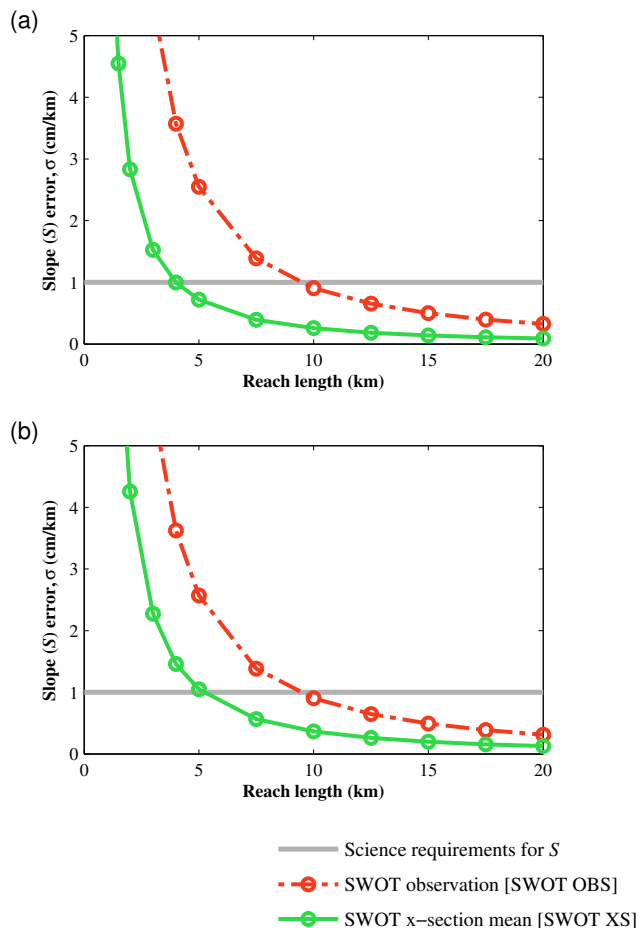 (a)
5
4
3
2
1
0
Slope (S) error, σ (cm/km)
0 5 10 15 20
Reach length (km)
(b)
5
4
3
2
1
0
Slope (S) error, σ (cm/km)
0 5 10 15 20
Reach length (km)
Science requirements for S
SWOT observation [SWOT OBS]
SWOT x−section mean [SWOT XS]